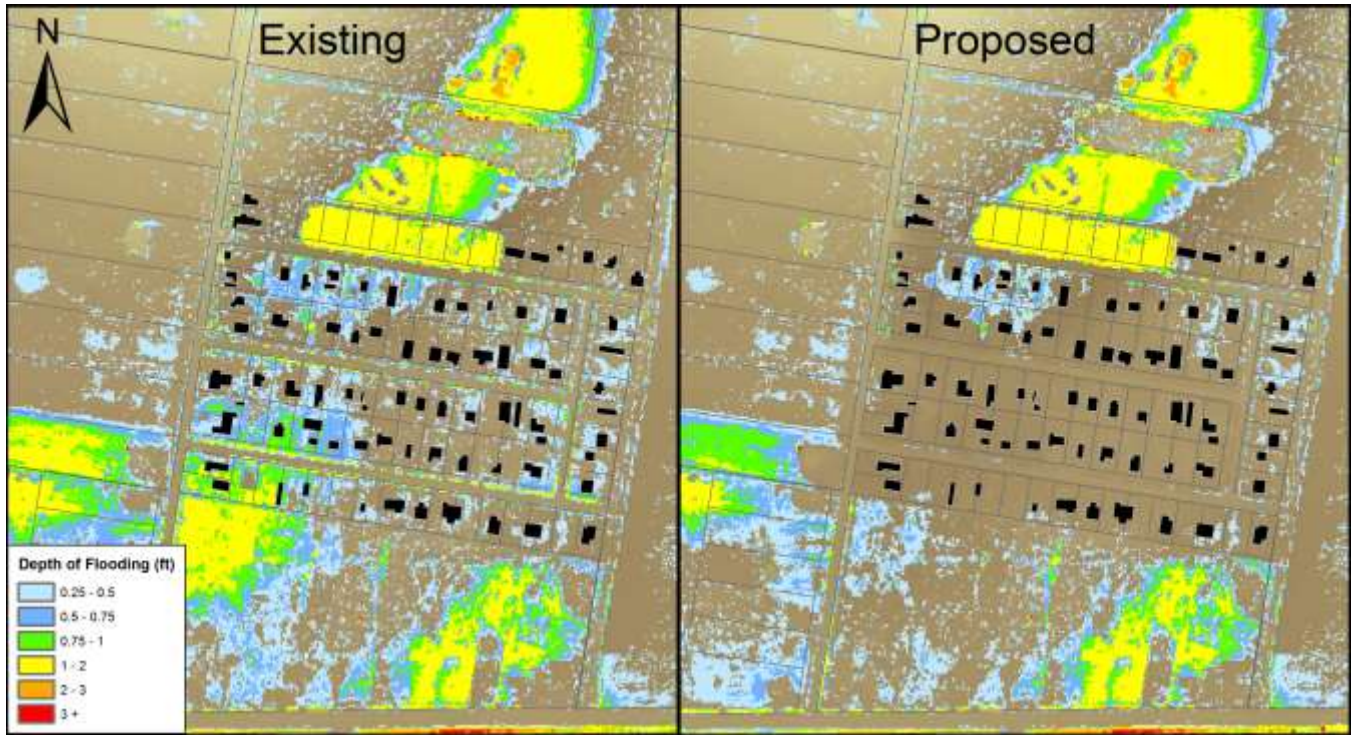 N
Existing
Proposed
Depth of Flooding (ft)
0.25 - 0.5
0.5 - 0.75
0.75 - 1
1 - 2
2 - 3
3 +